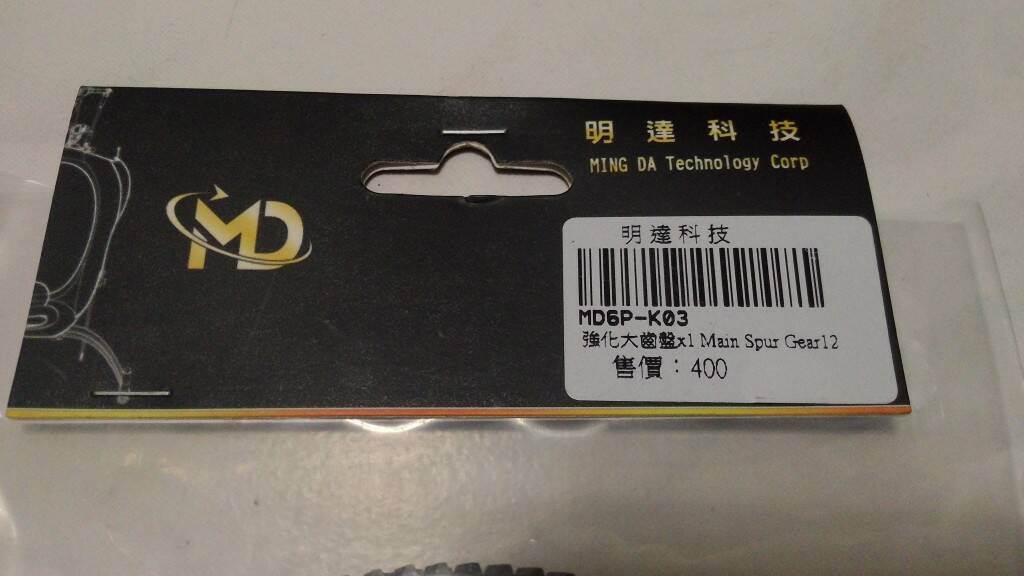 明達科技
MING DA Technology Corp
MD
明達科技
MD6P-K03
強化大齒盤x1 Main Spur Gear12
售價：400